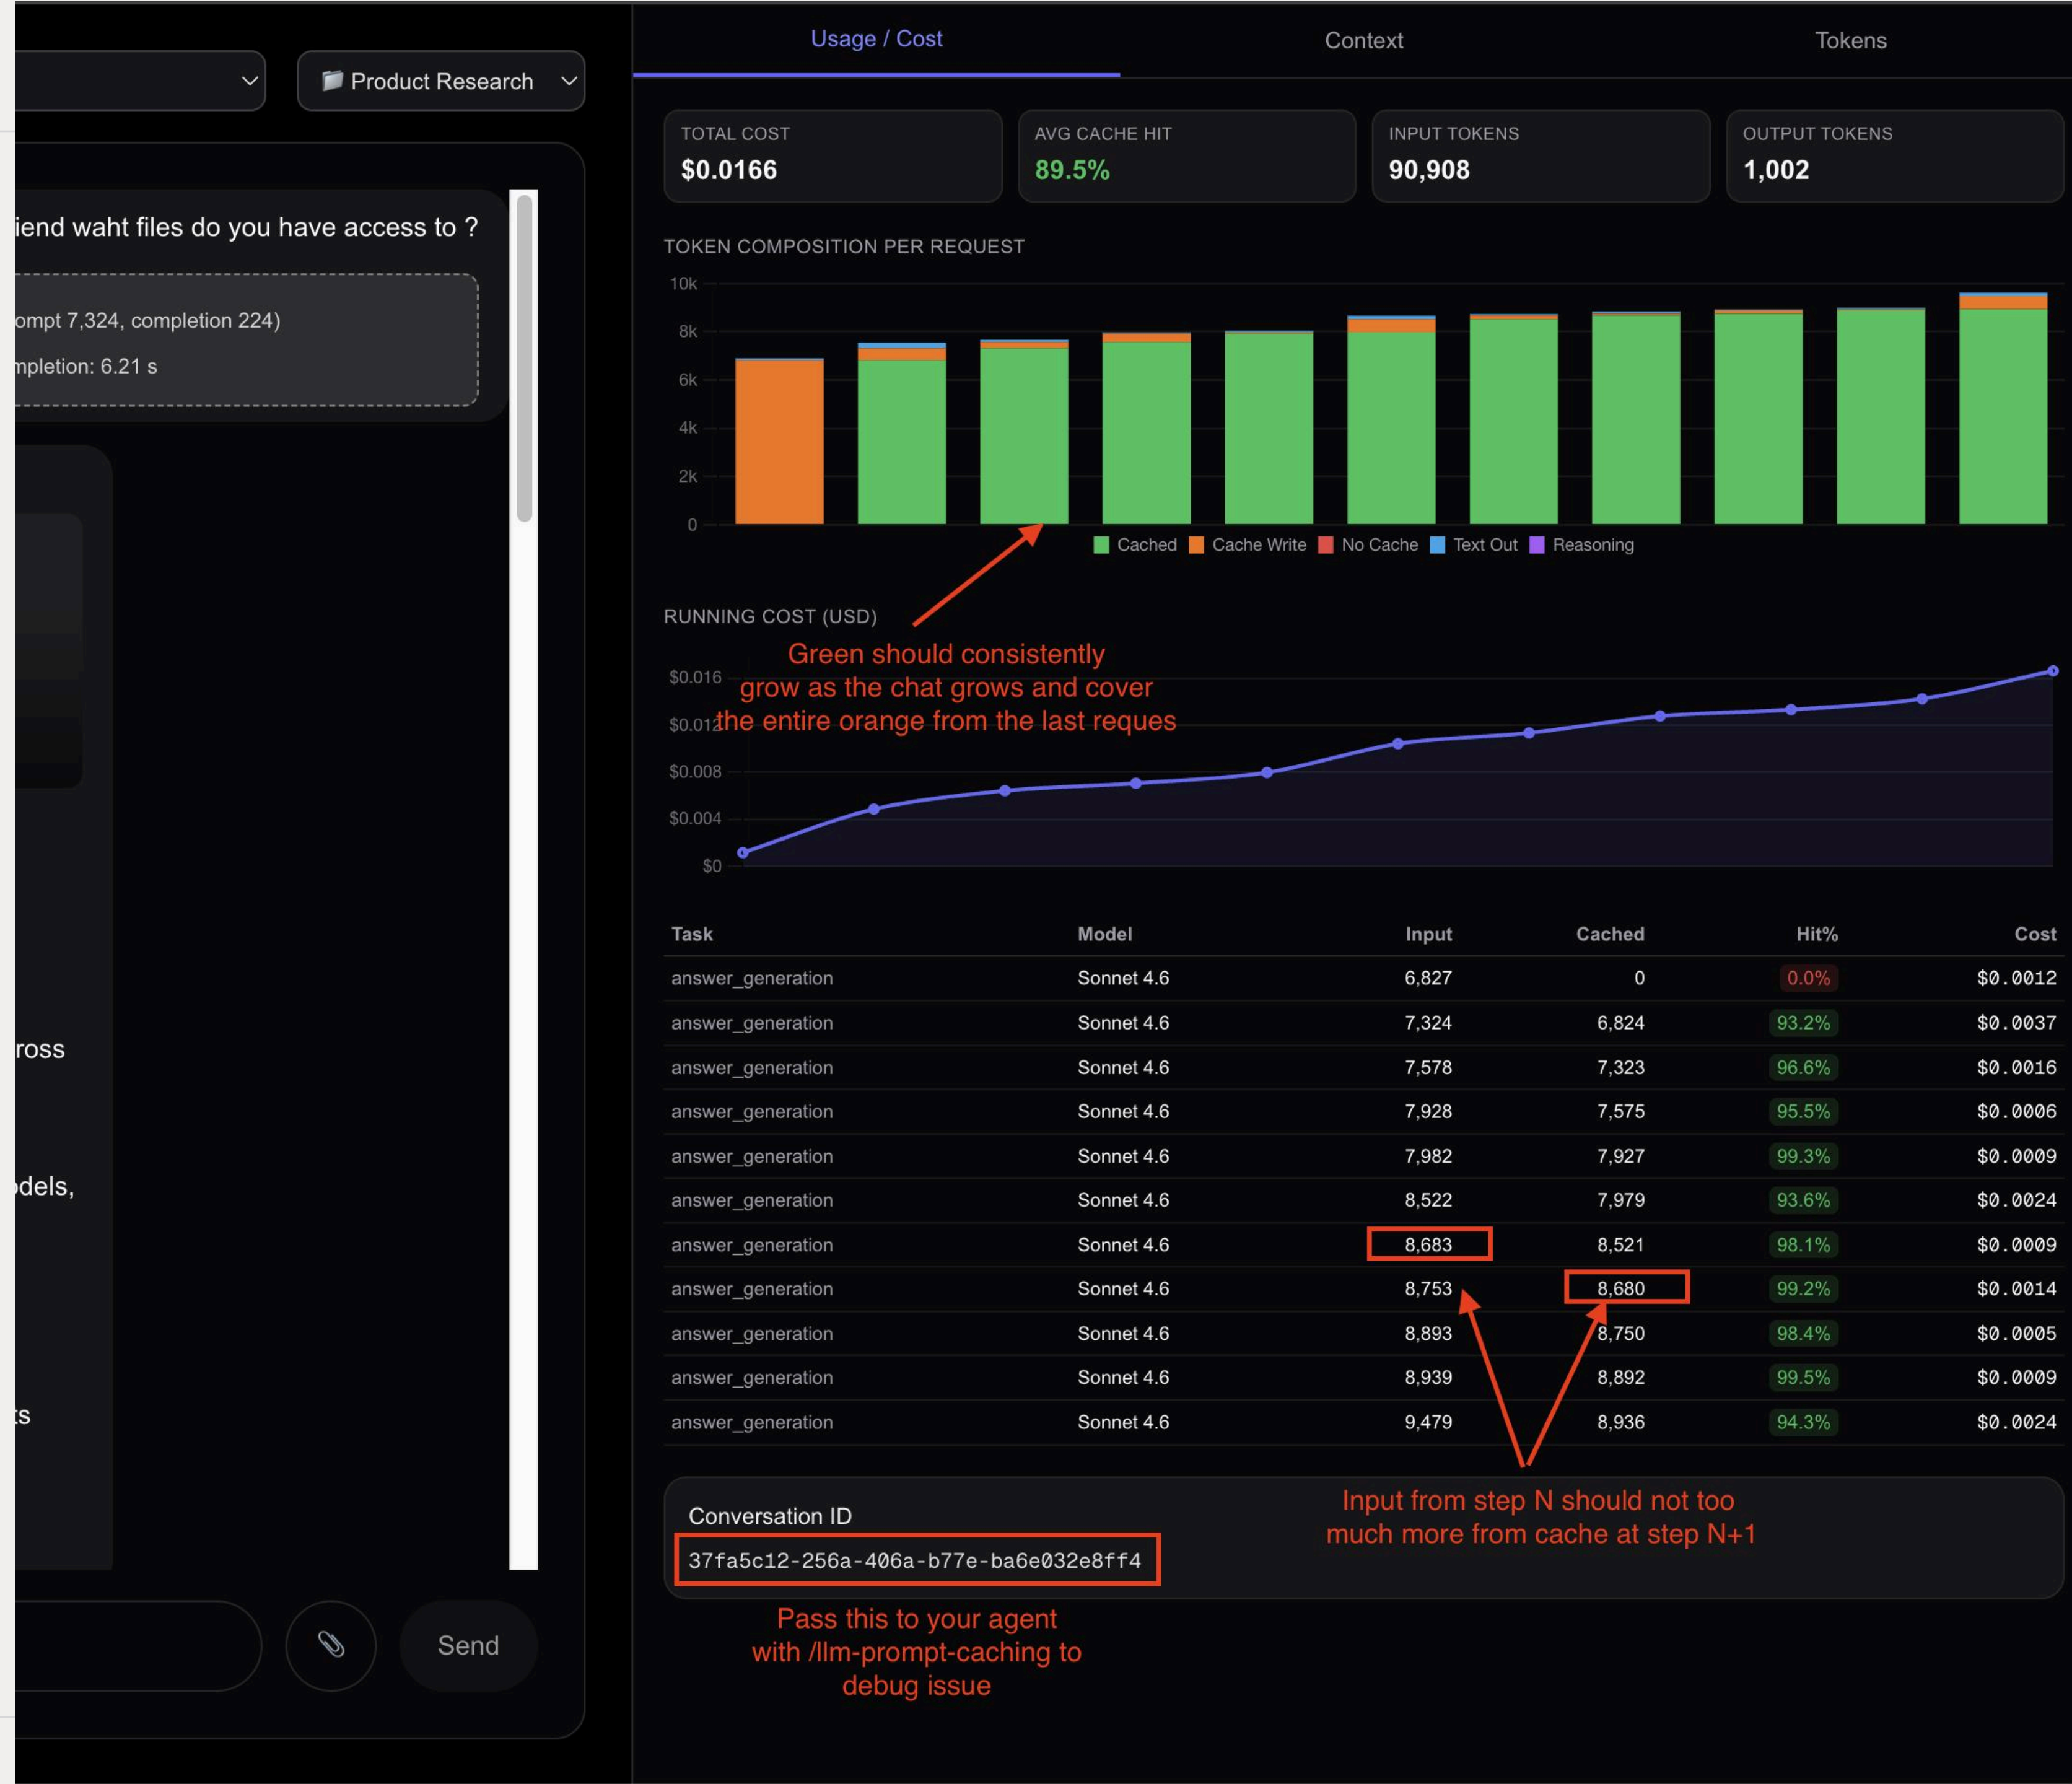 Usage / Cost
Context
Tokens
Product Research
TOTAL COST
$0.0166
AVG CACHE HIT
89.5%
INPUT TOKENS
90,908
OUTPUT TOKENS
1,002
iend waht files do you have access to ?
ompt 7,324, completion 224)
mpletion: 6.21 s
TOKEN COMPOSITION PER REQUEST
10k
8k
6k
4k
2k
0
Cached
Cache Write
No Cache
Text Out
Reasoning
RUNNING COST (USD)
Green should consistently
grow as the chat grows and cover
the entire orange from the last reques
$0.016
$0.012
$0.008
$0.004
$0
Task Model Input Cached Hit% Cost
answer_generation Sonnet 4.6 6,827 0 0.0% $0.0012
answer_generation Sonnet 4.6 7,324 6,824 93.2% $0.0037
answer_generation Sonnet 4.6 7,578 7,323 96.6% $0.0016
answer_generation Sonnet 4.6 7,928 7,575 95.5% $0.0006
answer_generation Sonnet 4.6 7,982 7,927 99.3% $0.0009
answer_generation Sonnet 4.6 8,522 7,979 93.6% $0.0024
answer_generation Sonnet 4.6 8,683 8,521 98.1% $0.0009
answer_generation Sonnet 4.6 8,753 8,680 99.2% $0.0014
answer_generation Sonnet 4.6 8,893 8,750 98.4% $0.0005
answer_generation Sonnet 4.6 8,939 8,892 99.5% $0.0009
answer_generation Sonnet 4.6 9,479 8,936 94.3% $0.0024
ross
dels,
ts
Input from step N should not too
much more from cache at step N+1
Conversation ID
37fa5c12-256a-406a-b77e-ba6e032e8ff4
Pass this to your agent
with /llm-prompt-caching to
debug issue
Send